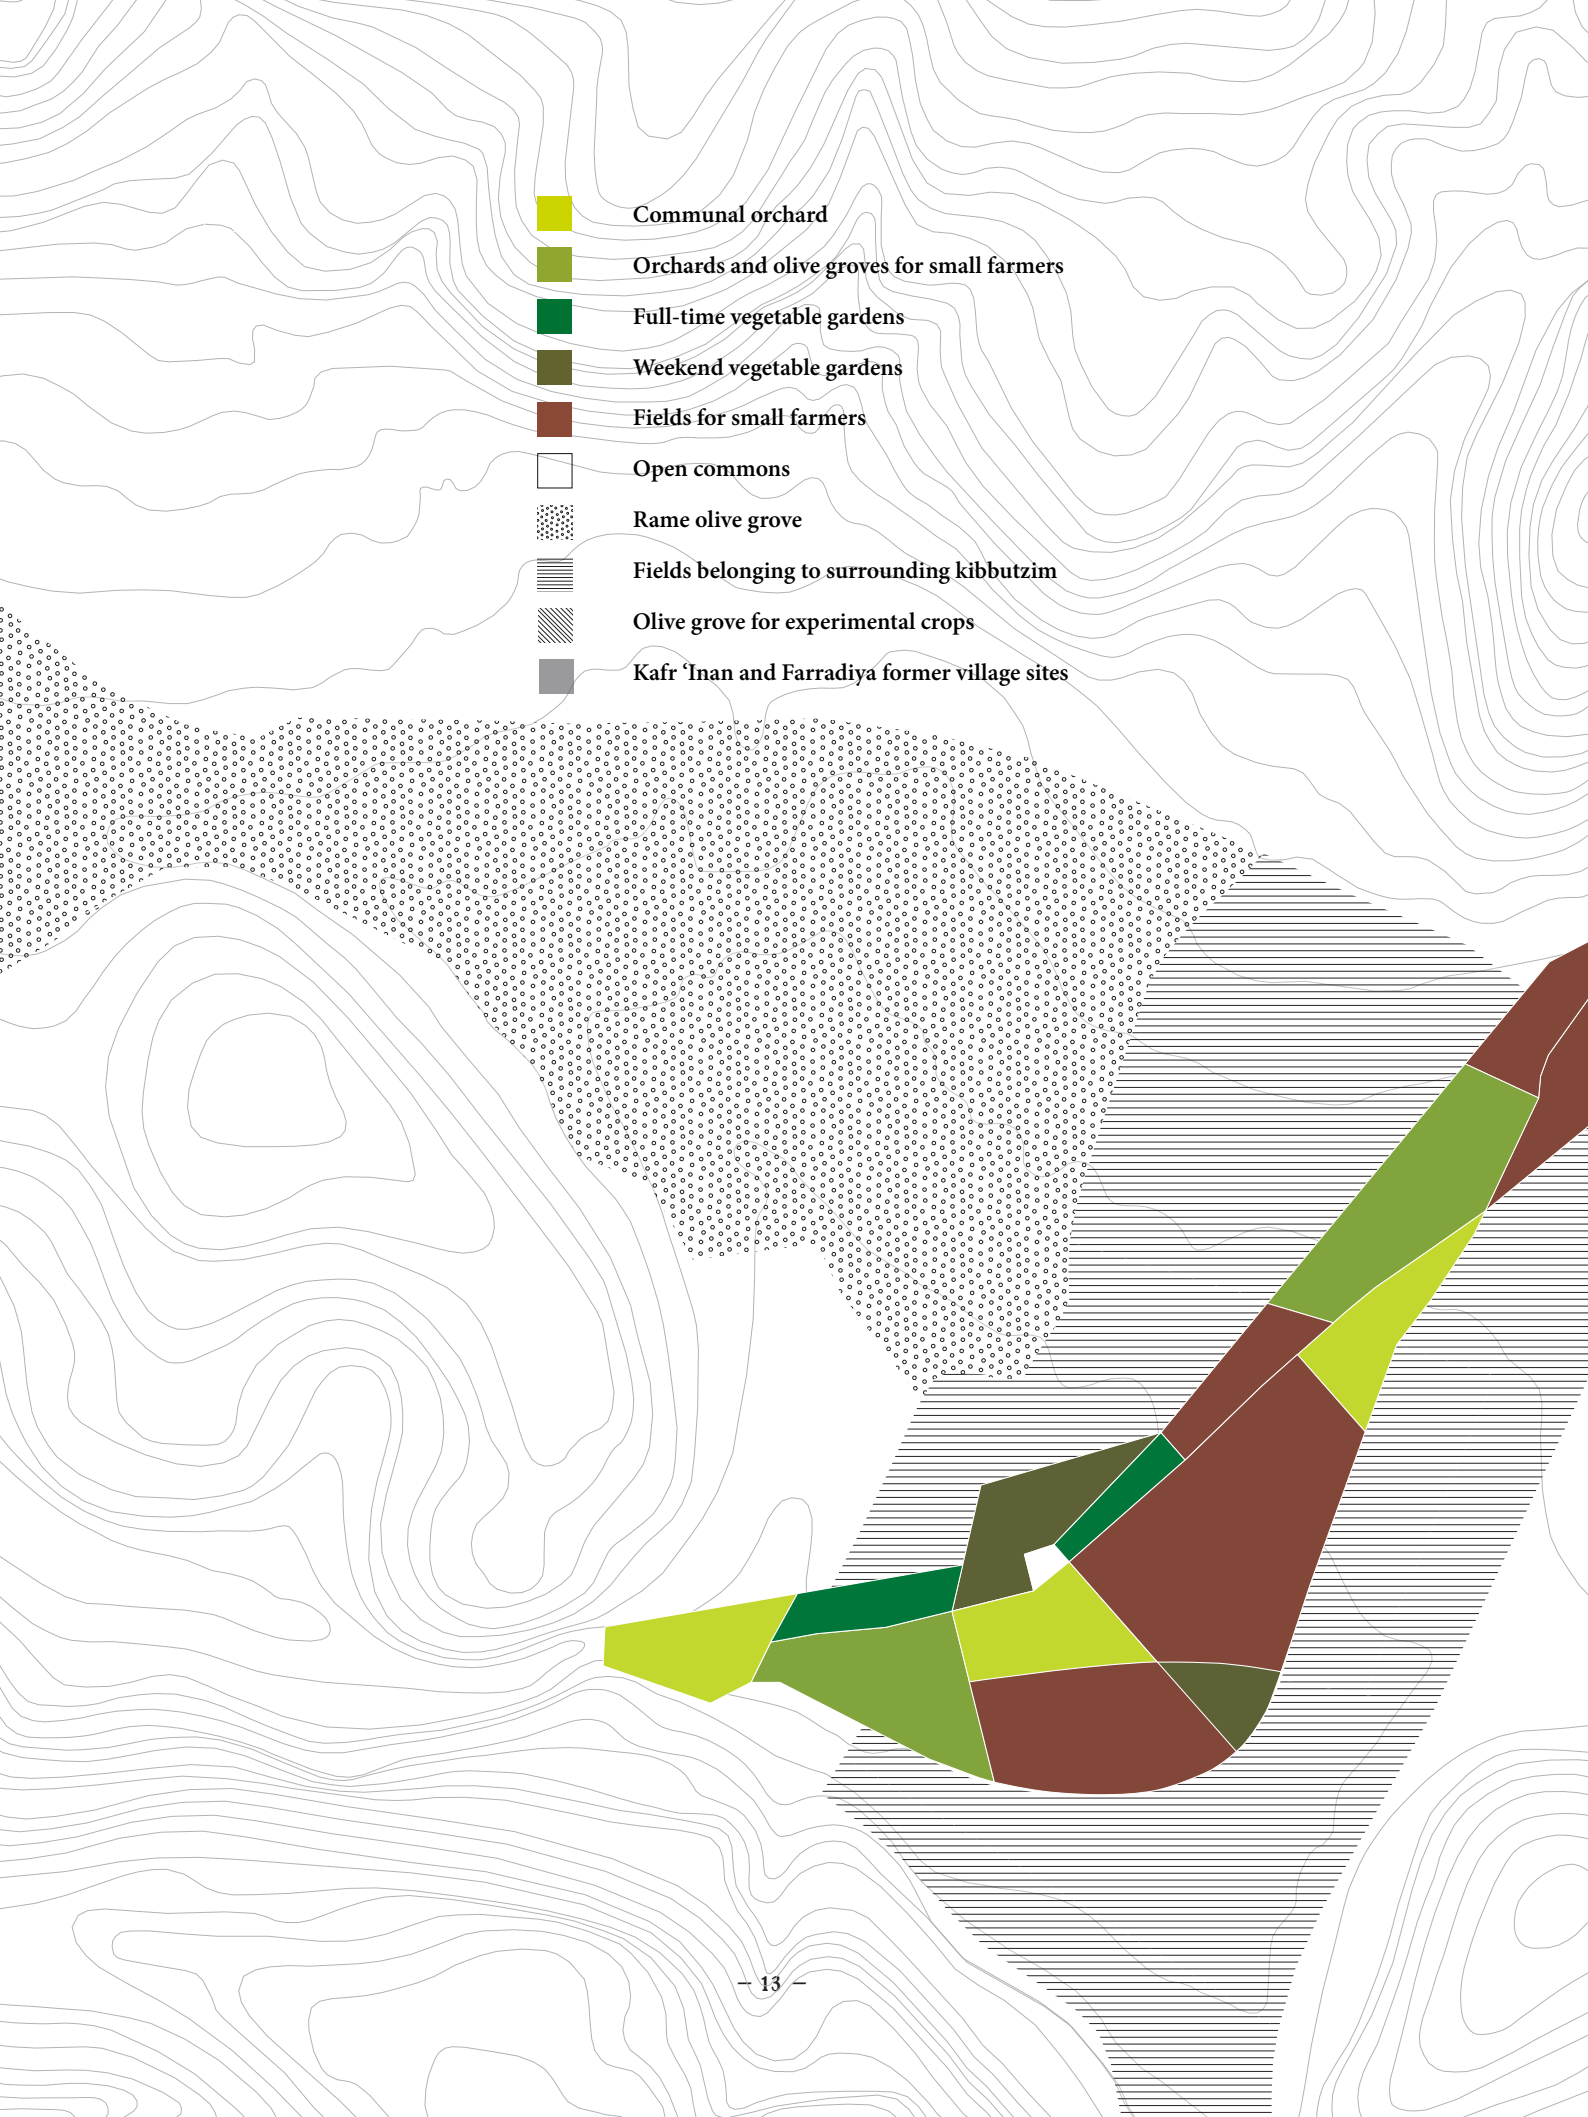 Communal orchard
Orchards and olive groves for small farmers
Full-time vegetable gardens
Weekend vegetable gardens
Fields for small farmers
Open commons
Rame olive grove
Fields belonging to surrounding kibbutzim
Olive grove for experimental crops
Kafr ‘Inan and Farradiya former village sites
– 13 –